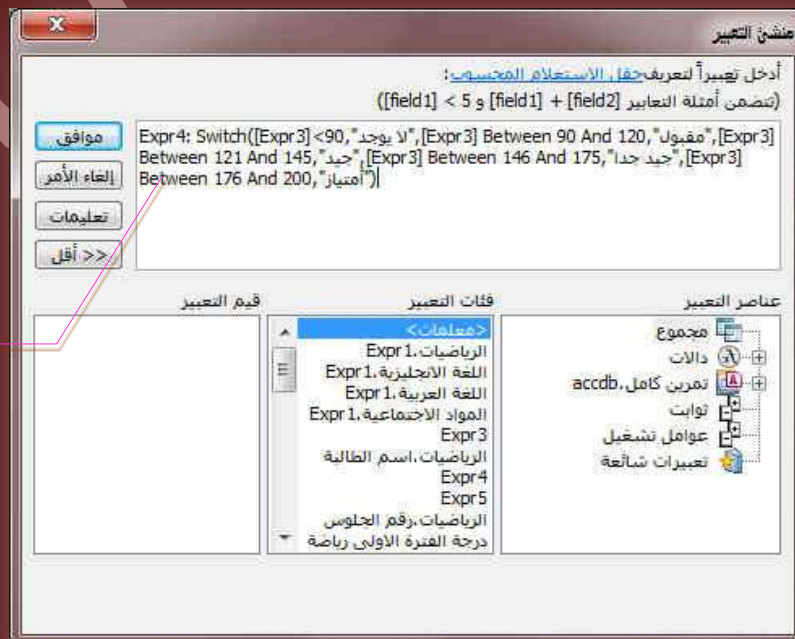 منشئ التعبير
أدخل تعبيراً لتعريف حقل الاستعلام المحسوب:
(تتضمن أمثلة التعابير [field1] + [field2] و [field1] < 5)
Expr4: Switch([Expr3]<90,"لا يوجد",[Expr3] Between 90 And 120,"مقبول",[Expr3]
Between 121 And 145,"جيد",[Expr3] Between 146 And 175,"جيد جدا",[Expr3]
Between 176 And 200,"أمتياز")
موافق
إلغاء الأمر
تعليمات
<< أقل
عناصر التعبير
مجموع
دالات
تمرين كامل.accdb
ثوابت
عوامل تشغيل
تعبيرات شائعة
فئات التعبير
<معلمات>
الرياضيات.Expr1
اللغة الانجليزية.Expr1
اللغة العربية.Expr1
المواد الاجتماعية.Expr1
Expr3
الرياضيات.اسم الطالبة
Expr4
Expr5
الرياضيات.رقم الجلوس
درجة الفترة الاولى رياضة
قيم التعبير